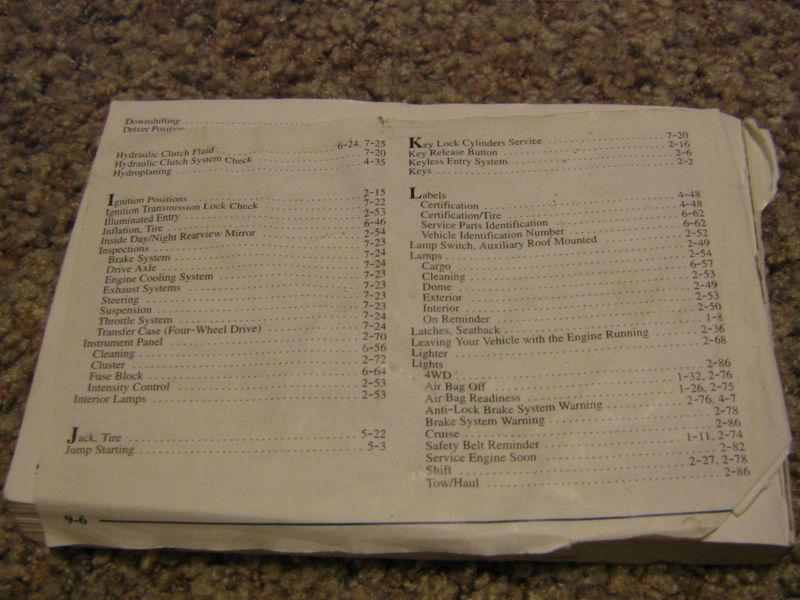 Downshifting
Driver Position
Hydraulic Clutch Fluid 6-24, 7-25
Hydraulic Clutch System Check 7-20
Hydroplaning 4-35
Ignition Positions 2-15
Ignition Transmission Lock Check 7-22
Illuminated Entry 2-53
Inflation, Tire 6-46
Inside Day/Night Rearview Mirror 2-54
Inspections
Brake System 7-23
Drive Axle 7-24
Engine Cooling System 7-24
Exhaust Systems 7-23
Steering 7-23
Suspension 7-23
Throttle System 7-24
Transfer Case (Four-Wheel Drive) 7-24
Instrument Panel 2-70
Cleaning 6-56
Cluster 2-72
Fuse Block 6-64
Intensity Control 2-53
Interior Lamps 2-53
Jack, Tire 5-22
Jump Starting 5-3
9-6
Key Lock Cylinders Service 7-20
Key Release Button 2-16
Keyless Entry System 2-6
Keys 2-2
Labels
Certification 4-48
Certification/Tire 4-48
Service Parts Identification 6-62
Vehicle Identification Number 6-62
Lamp Switch, Auxiliary Roof Mounted 2-52
Lamps 2-49
Cargo 2-54
Cleaning 6-57
Dome 2-53
Exterior 2-49
Interior 2-53
On Reminder 2-50
Latches, Seatback 1-8
Leaving Your Vehicle with the Engine Running 2-36
Lighter 2-68
Lights
4WD 2-86
Air Bag Off 1-32, 2-76
Air Bag Readiness 1-26, 2-75
Anti-Lock Brake System Warning 2-76, 4-7
Brake System Warning 2-78
Cruise 2-86
Safety Belt Reminder 1-11, 2-74
Service Engine Soon 2-82
Shift 2-27, 2-78
Tow/Haul 2-86